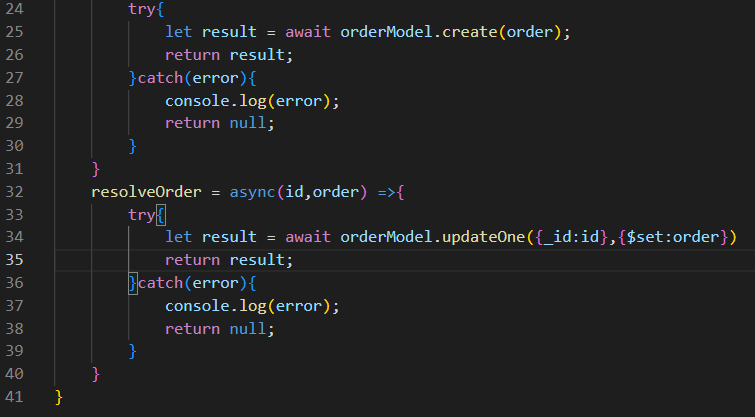 24 try{
25 let result = await orderModel.create(order);
26 return result;
27 }catch(error){
28 console.log(error);
29 return null;
30 }
31 }
32 resolveOrder = async(id,order) =>{
33 try{
34 let result = await orderModel.updateOne({_id:id},{$set:order})
35 return result;
36 }catch(error){
37 console.log(error);
38 return null;
39 }
40 }
41 }